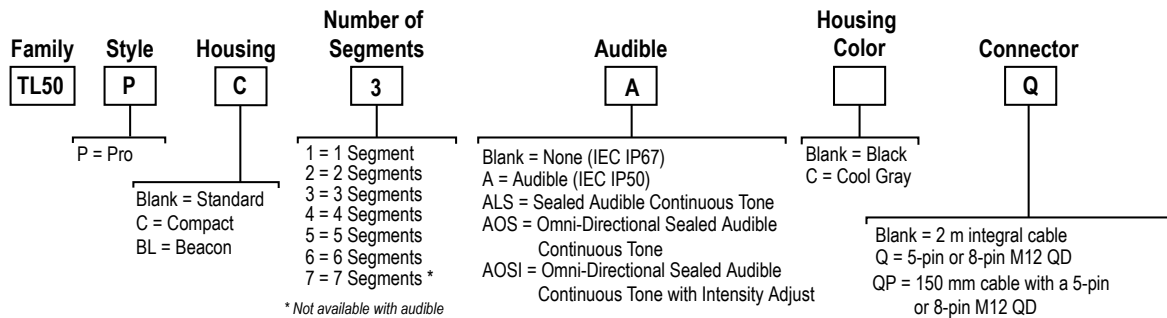 Family
Style
Housing
Number of
Segments
Audible
Housing
Color
Connector
TL50
P
C
3
A
Q
P = Pro
Blank = Standard
C = Compact
BL = Beacon
1 = 1 Segment
2 = 2 Segments
3 = 3 Segments
4 = 4 Segments
5 = 5 Segments
6 = 6 Segments
7 = 7 Segments *
* Not available with audible
Blank = None (IEC IP67)
A = Audible (IEC IP50)
ALS = Sealed Audible Continuous Tone
AOS = Omni-Directional Sealed Audible
Continuous Tone
AOSI = Omni-Directional Sealed Audible
Continuous Tone with Intensity Adjust
Blank = Black
C = Cool Gray
Blank = 2 m integral cable
Q = 5-pin or 8-pin M12 QD
QP = 150 mm cable with a 5-pin
or 8-pin M12 QD